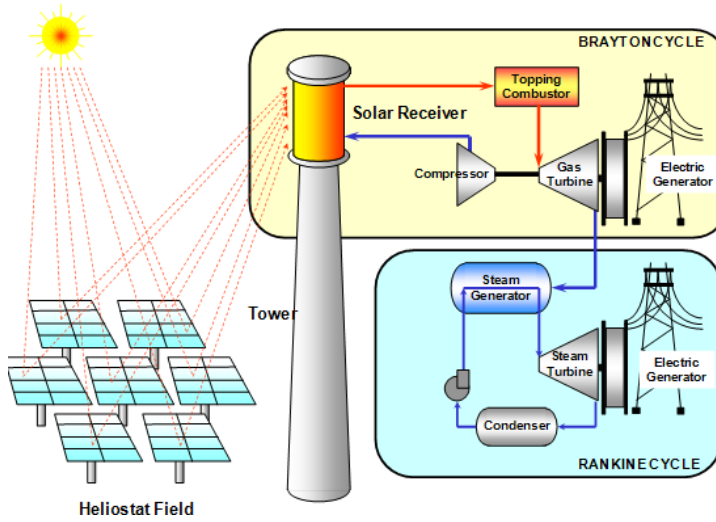 BRAYTONCYCLE
Topping
Combustor
Solar Receiver
Compressor
Gas
Turbine
Electric
Generator
Steam
Generator
Tower
Steam
Turbine
Electric
Generator
Condenser
RANKINECYCLE
Heliostat Field